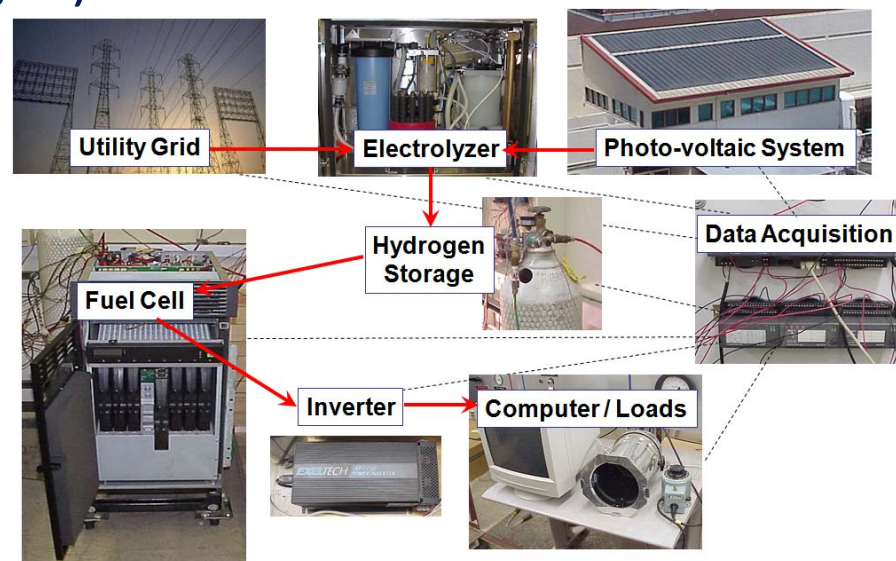 Utility Grid
Electrolyzer
Photo-voltaic System
Hydrogen
Storage
Data Acquisition
Fuel Cell
Inverter
Computer / Loads
EXELTECH